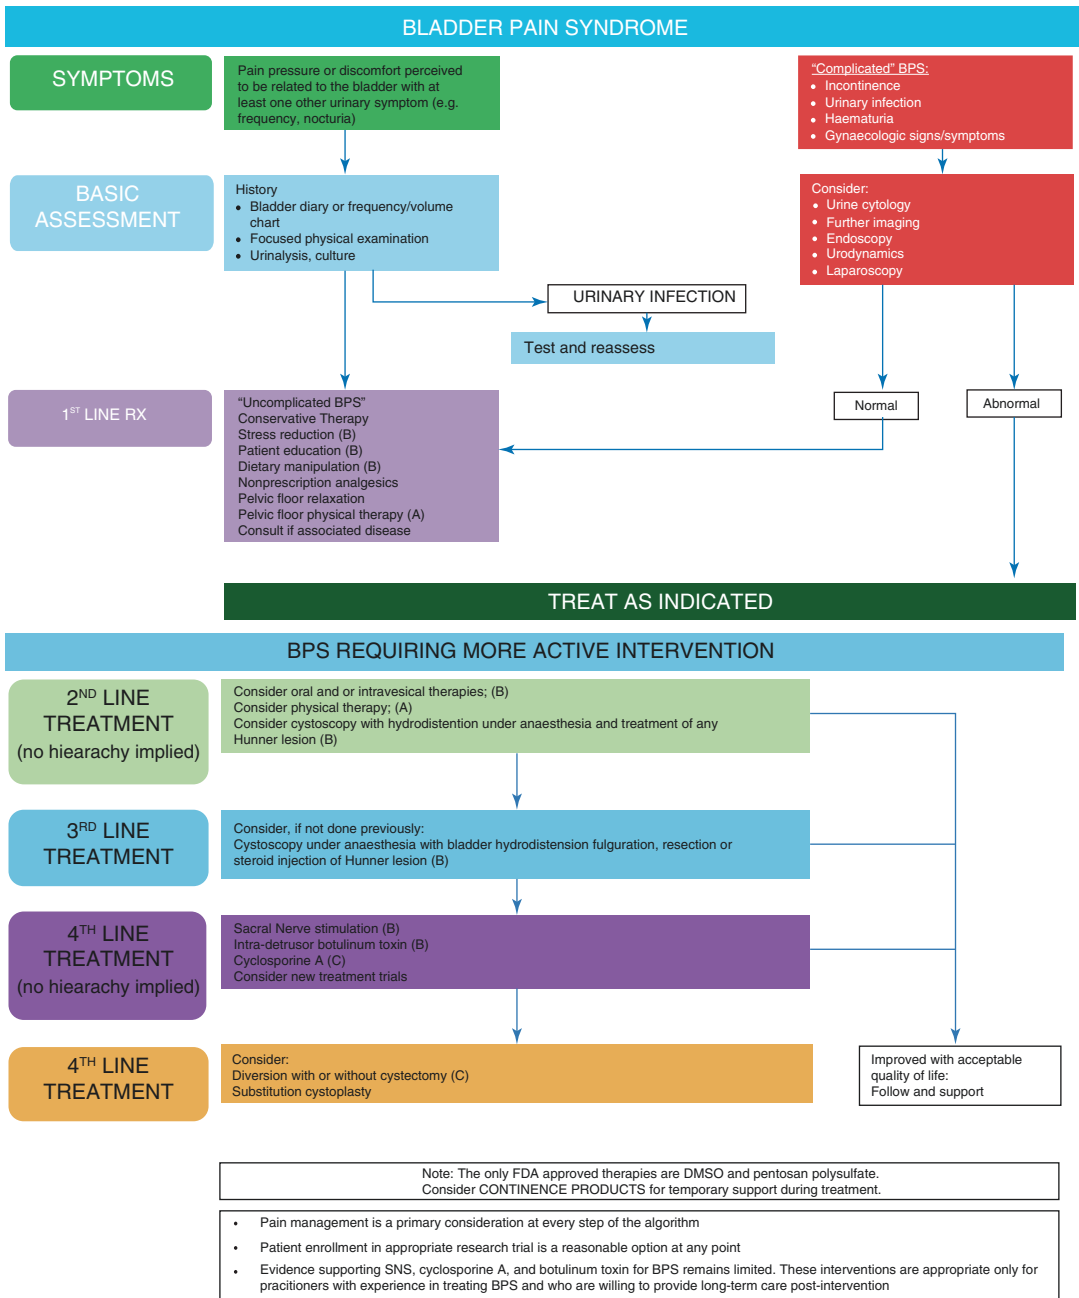 BLADDER PAIN SYNDROME
SYMPTOMS
Pain pressure or discomfort perceived
to be related to the bladder with at
least one other urinary symptom (e.g.
frequency, nocturia)
“Complicated” BPS:
• Incontinence
• Urinary infection
• Haematuria
• Gynaecologic signs/symptoms
BASIC
ASSESSMENT
History
• Bladder diary or frequency/volume
chart
• Focused physical examination
• Urinalysis, culture
Consider:
• Urine cytology
• Further imaging
• Endoscopy
• Urodynamics
• Laparoscopy
URINARY INFECTION
Test and reassess
1ST LINE RX
“Uncomplicated BPS”
Conservative Therapy
Stress reduction (B)
Patient education (B)
Dietary manipulation (B)
Nonprescription analgesics
Pelvic floor relaxation
Pelvic floor physical therapy (A)
Consult if associated disease
Normal
Abnormal
TREAT AS INDICATED
BPS REQUIRING MORE ACTIVE INTERVENTION
2ND LINE
TREATMENT
(no hiearachy implied)
Consider oral and or intravesical therapies; (B)
Consider physical therapy; (A)
Consider cystoscopy with hydrodistention under anaesthesia and treatment of any
Hunner lesion (B)
3RD LINE
TREATMENT
Consider, if not done previously:
Cystoscopy under anaesthesia with bladder hydrodistension fulguration, resection or
steroid injection of Hunner lesion (B)
4TH LINE
TREATMENT
(no hiearachy implied)
Sacral Nerve stimulation (B)
Intra-detrusor botulinum toxin (B)
Cyclosporine A (C)
Consider new treatment trials
4TH LINE
TREATMENT
Consider:
Diversion with or without cystectomy (C)
Substitution cystoplasty
Improved with acceptable
quality of life:
Follow and support
Note: The only FDA approved therapies are DMSO and pentosan polysulfate.
Consider CONTINENCE PRODUCTS for temporary support during treatment.
• Pain management is a primary consideration at every step of the algorithm
• Patient enrollment in appropriate research trial is a reasonable option at any point
• Evidence supporting SNS, cyclosporine A, and botulinum toxin for BPS remains limited. These interventions are appropriate only for
pracitioners with experience in treating BPS and who are willing to provide long-term care post-intervention